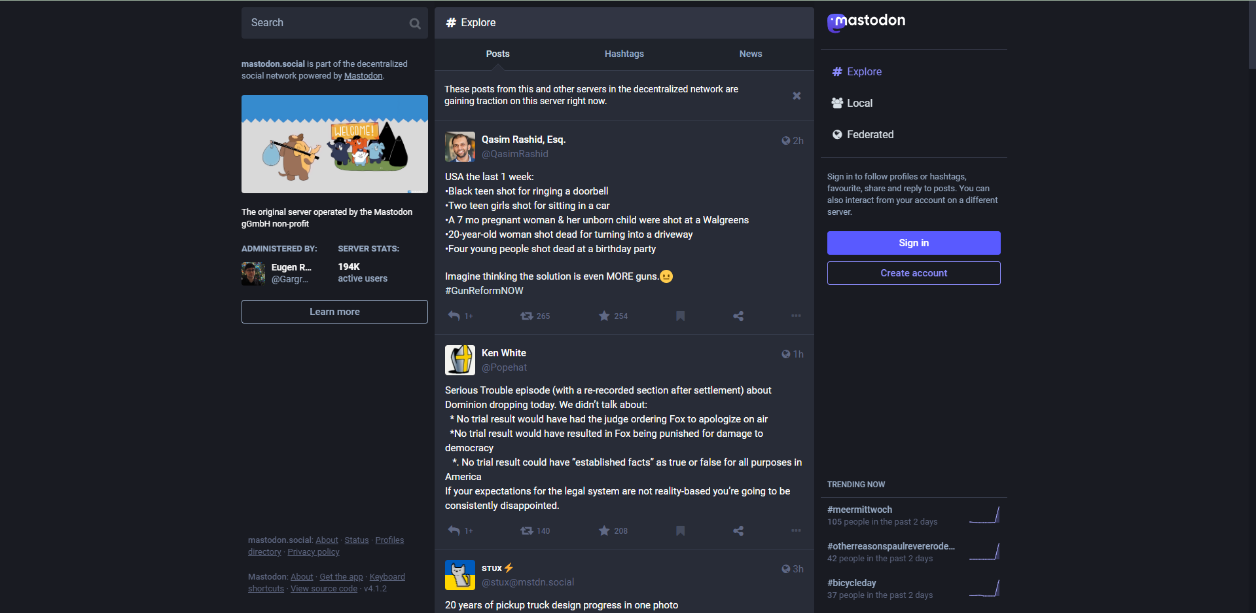 Search
mastodon.social is part of the decentralized
social network powered by Mastodon.
WELCOME!
The original server operated by the Mastodon
gGmbH non-profit
ADMINISTERED BY:
Eugen R...
@Gargr...
SERVER STATS:
194K
active users
Learn more
mastodon.social: About · Status · Profiles
directory · Privacy policy
Mastodon: About · Get the app · Keyboard
shortcuts · View source code · v4.1.2
# Explore
Posts
Hashtags
News
These posts from this and other servers in the decentralized network are
gaining traction on this server right now.
Qasim Rashid, Esq.
2h
@QasimRashid
USA the last 1 week:
•Black teen shot for ringing a doorbell
•Two teen girls shot for sitting in a car
•A 7 mo pregnant woman & her unborn child were shot at a Walgreens
•20-year-old woman shot dead for turning into a driveway
•Four young people shot dead at a birthday party
Imagine thinking the solution is even MORE guns.😐
#GunReformNOW
1+
265
254
Ken White
1h
@Popehat
Serious Trouble episode (with a re-recorded section after settlement) about
Dominion dropping today. We didn't talk about:
* No trial result would have had the judge ordering Fox to apologize on air
*No trial result would have resulted in Fox being punished for damage to
democracy
*. No trial result could have "established facts" as true or false for all purposes in
America
If your expectations for the legal system are not reality-based you're going to be
consistently disappointed.
1+
140
208
stux⚡
3h
@stux@mstdn.social
20 years of pickup truck design progress in one photo
mastodon
# Explore
Local
Federated
Sign in to follow profiles or hashtags,
favourite, share and reply to posts. You can
also interact from your account on a different
server.
Sign in
Create account
TRENDING NOW
#meermittwoch
105 people in the past 2 days
#otherreasonspaulrevererode...
42 people in the past 2 days
#bicycleday
37 people in the past 2 days